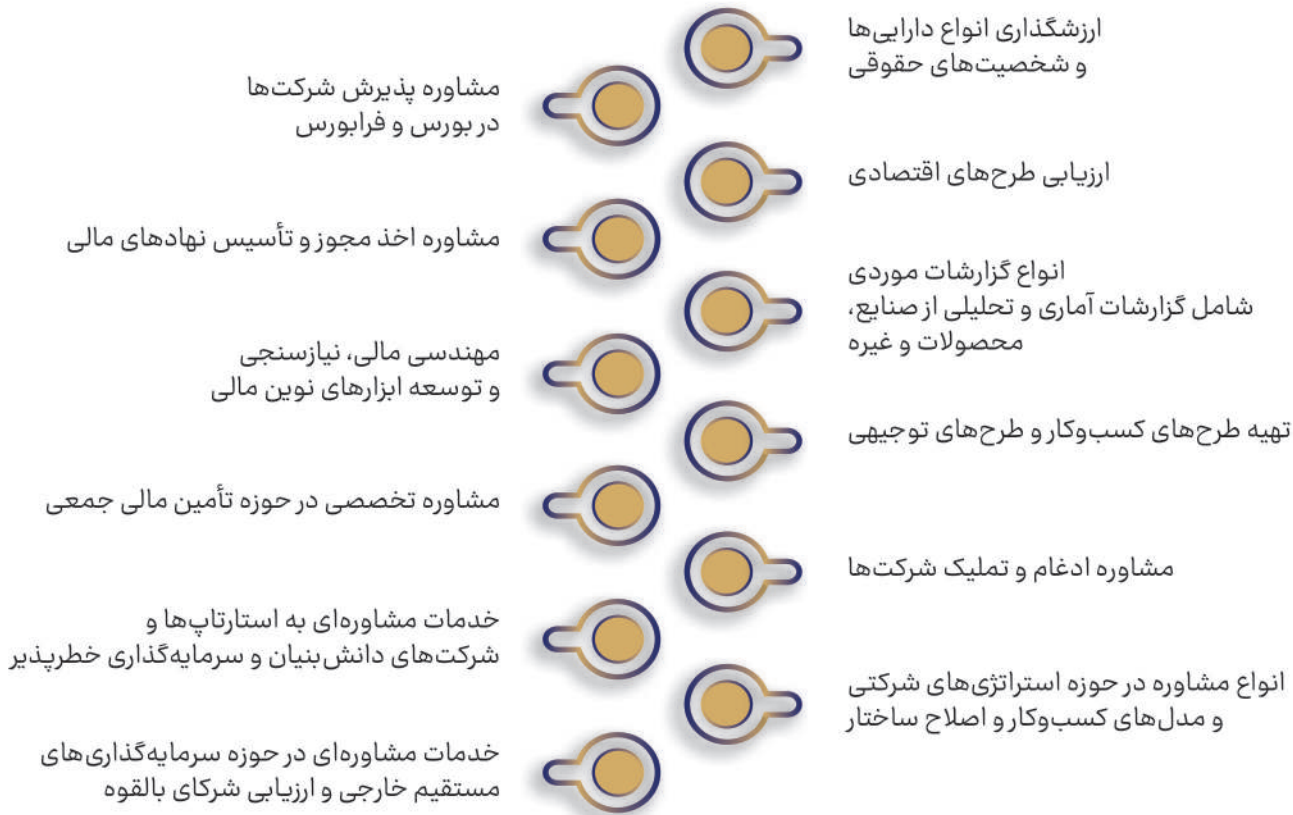 ارزشگذاری انواع دارایی‌ها
و شخصیت‌های حقوقی
مشاوره پذیرش شرکت‌ها
در بورس و فرابورس
ارزیابی طرح‌های اقتصادی
مشاوره اخذ مجوز و تأسیس نهادهای مالی
انواع گزارشات موردی
شامل گزارشات آماری و تحلیلی از صنایع،
محصولات و غیره
مهندسی مالی، نیازسنجی
و توسعه ابزارهای نوین مالی
تهیه طرح‌های کسب‌وکار و طرح‌های توجیهی
مشاوره تخصصی در حوزه تأمین مالی جمعی
مشاوره ادغام و تملیک شرکت‌ها
خدمات مشاوره‌ای به استارتاپ‌ها و
شرکت‌های دانش‌بنیان و سرمایه‌گذاری خطرپذیر
انواع مشاوره در حوزه استراتژی‌های شرکتی
و مدل‌های کسب‌وکار و اصلاح ساختار
خدمات مشاوره‌ای در حوزه سرمایه‌گذاری‌های
مستقیم خارجی و ارزیابی شرکای بالقوه